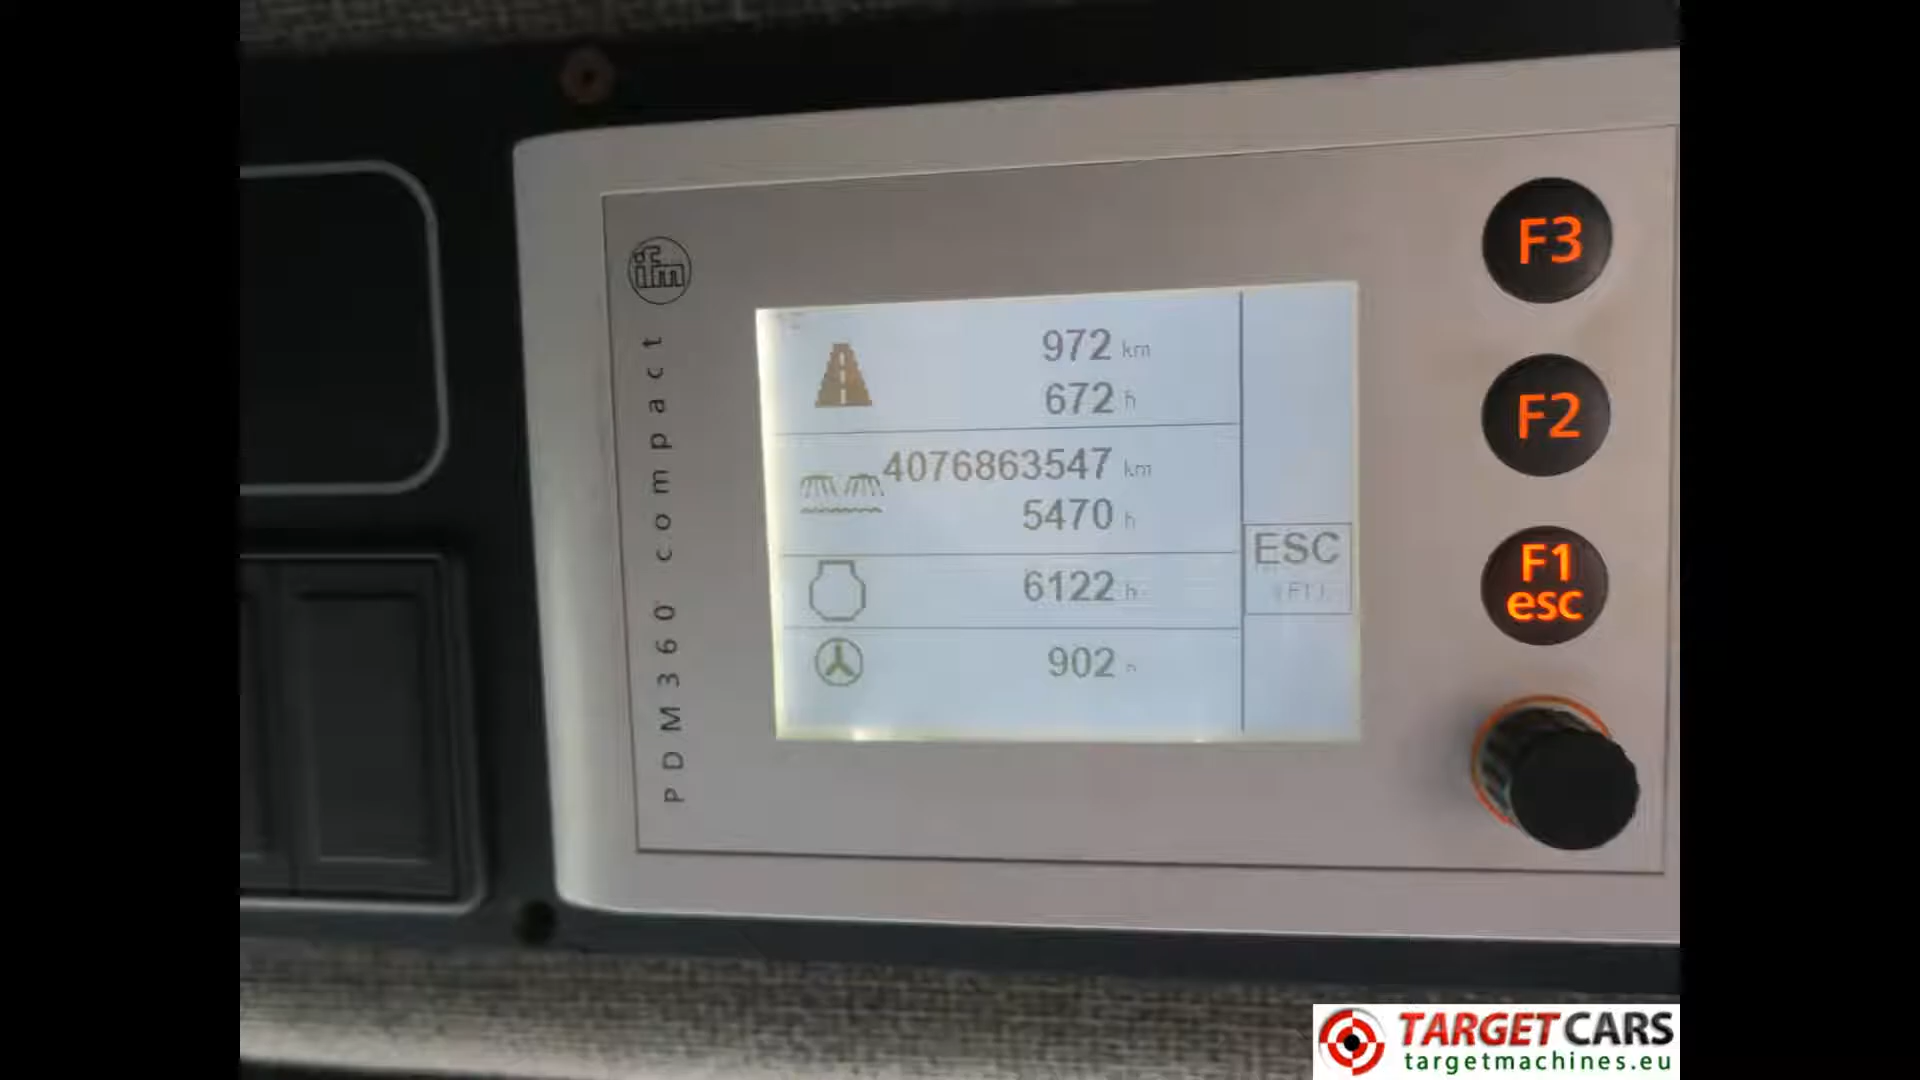 ifm
PDM360 compact
972 km
672 h
4076863547 km
5470 h
6122 h
902 h
ESC
(F1)
F3
F2
F1
esc
TARGET CARS
targetmachines.eu